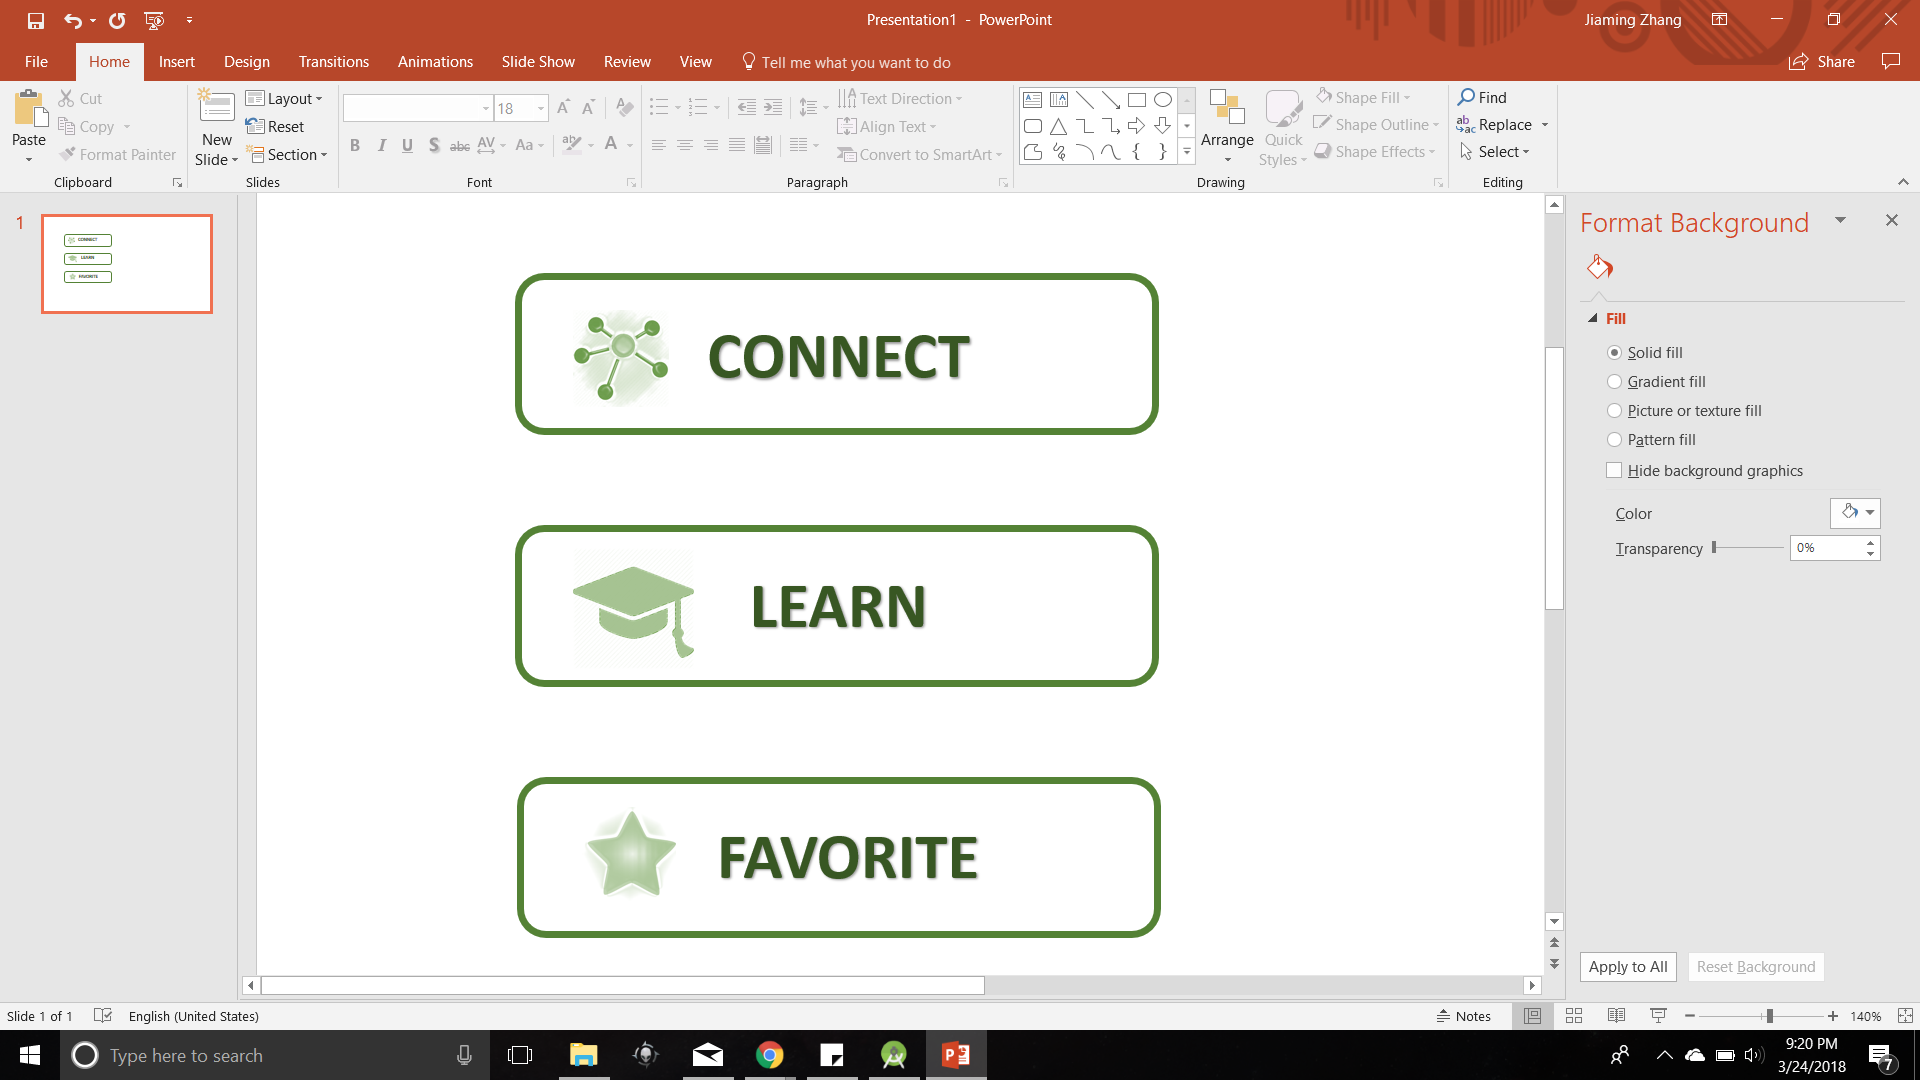 Presentation1 - PowerPoint
Jiaming Zhang
File Home Insert Design Transitions Animations Slide Show Review View Tell me what you want to do
Share
Paste
Cut
Copy
Format Painter
Clipboard
New Slide
Layout
Reset
Section
Slides
18
B I U S abc AV Aa A
Font
Text Direction
Align Text
Convert to SmartArt
Paragraph
Arrange
Quick Styles
Shape Fill
Shape Outline
Shape Effects
Drawing
Find
Replace
Select
Editing
1
CONNECT
LEARN
FAVORITE
CONNECT
LEARN
FAVORITE
Format Background
Fill
Solid fill
Gradient fill
Picture or texture fill
Pattern fill
Hide background graphics
Color
Transparency 0%
Apply to All Reset Background
Slide 1 of 1 English (United States) Notes 140%
Type here to search
9:20 PM
3/24/2018
7